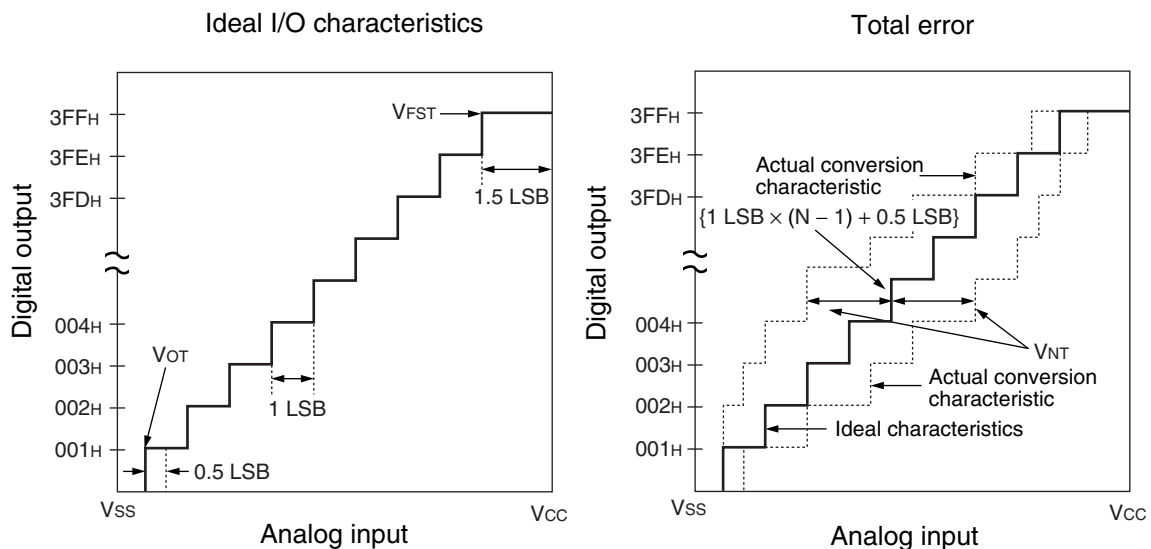 Ideal I/O characteristics
3FFH
3FEH
3FDH
004H
003H
002H
001H
Digital output
VFST
1.5 LSB
VOT
1 LSB
0.5 LSB
VSS
VCC
Analog input
Total error
3FFH
3FEH
3FDH
004H
003H
002H
001H
Digital output
Actual conversion
characteristic
{1 LSB × (N − 1) + 0.5 LSB}
VNT
Actual conversion
characteristic
Ideal characteristics
VSS
VCC
Analog input